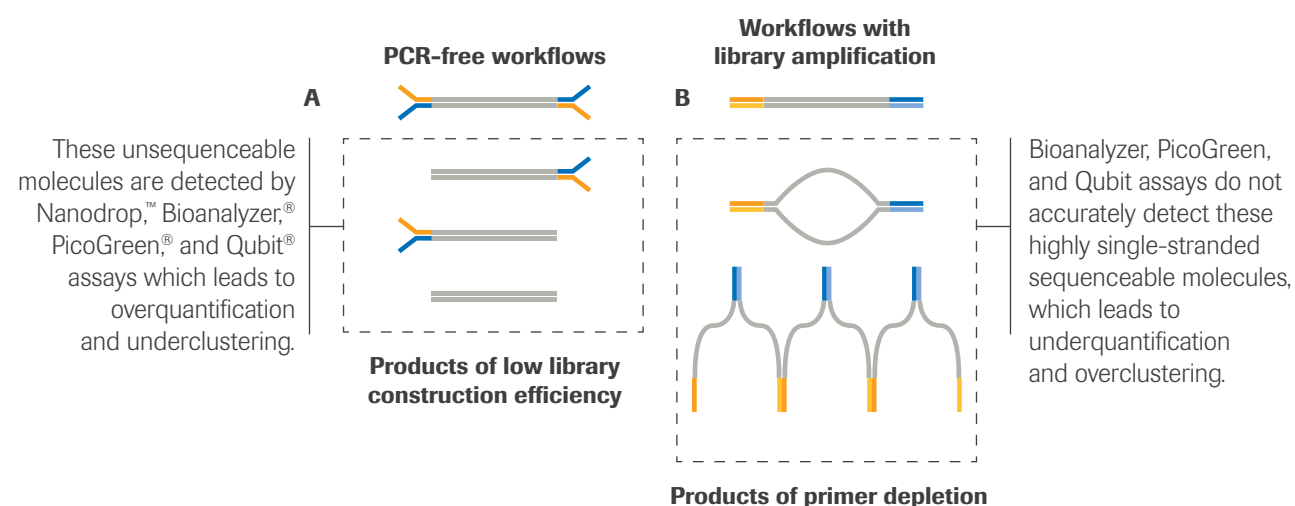 PCR-free workflows
Workflows with
library amplification
A
B
These unsequenceable
molecules are detected by
Nanodrop,™ Bioanalyzer,®
PicoGreen,® and Qubit®
assays which leads to
overquantification
and underclustering.
Products of low library
construction efficiency
Bioanalyzer, PicoGreen,
and Qubit assays do not
accurately detect these
highly single-stranded
sequenceable molecules,
which leads to
underquantification
and overclustering.
Products of primer depletion